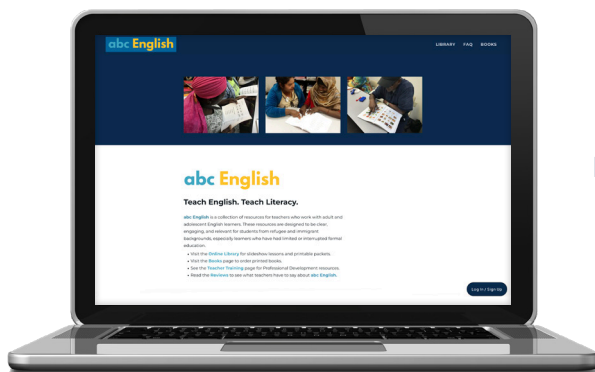 abc English
LIBRARY FAQ BOOKS
abc English
Teach English. Teach Literacy.
abc English is a collection of resources for teachers who work with adult and
adolescent English learners. These resources are designed to be clear,
engaging, and relevant for students from refugee and immigrant
backgrounds, especially learners who have had limited or interrupted formal
education.
• Visit the Online Library for slideshow lessons and printable packets.
• Visit the Books page to order printed books.
• See the Teacher Training page for Professional Development resources.
• Read the Reviews to see what teachers have to say about abc English.
Log In / Sign Up